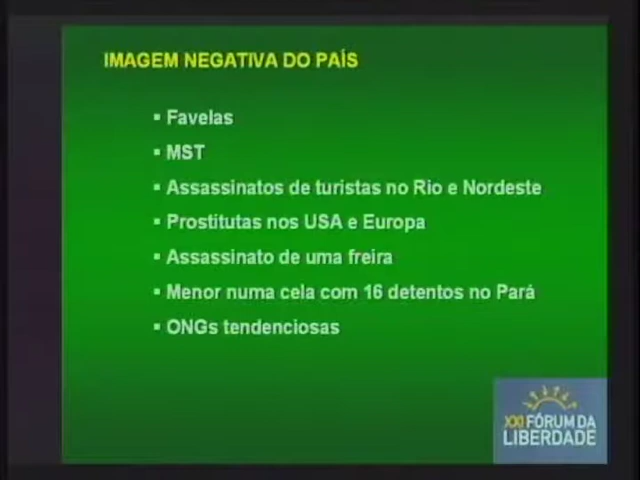 IMAGEM NEGATIVA DO PAÍS
▪ Favelas
▪ MST
▪ Assassinatos de turistas no Rio e Nordeste
▪ Prostitutas nos USA e Europa
▪ Assassinato de uma freira
▪ Menor numa cela com 16 detentos no Pará
▪ ONGs tendenciosas
XXI FÓRUM DA
LIBERDADE